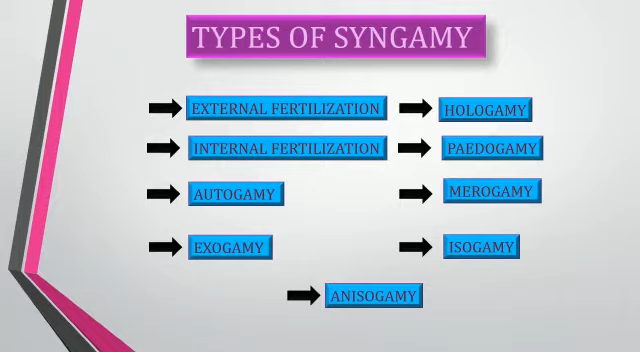 TYPES OF SYNGAMY
EXTERNAL FERTILIZATION
HOLOGAMY
INTERNAL FERTILIZATION
PAEDOGAMY
AUTOGAMY
MEROGAMY
EXOGAMY
ISOGAMY
ANISOGAMY